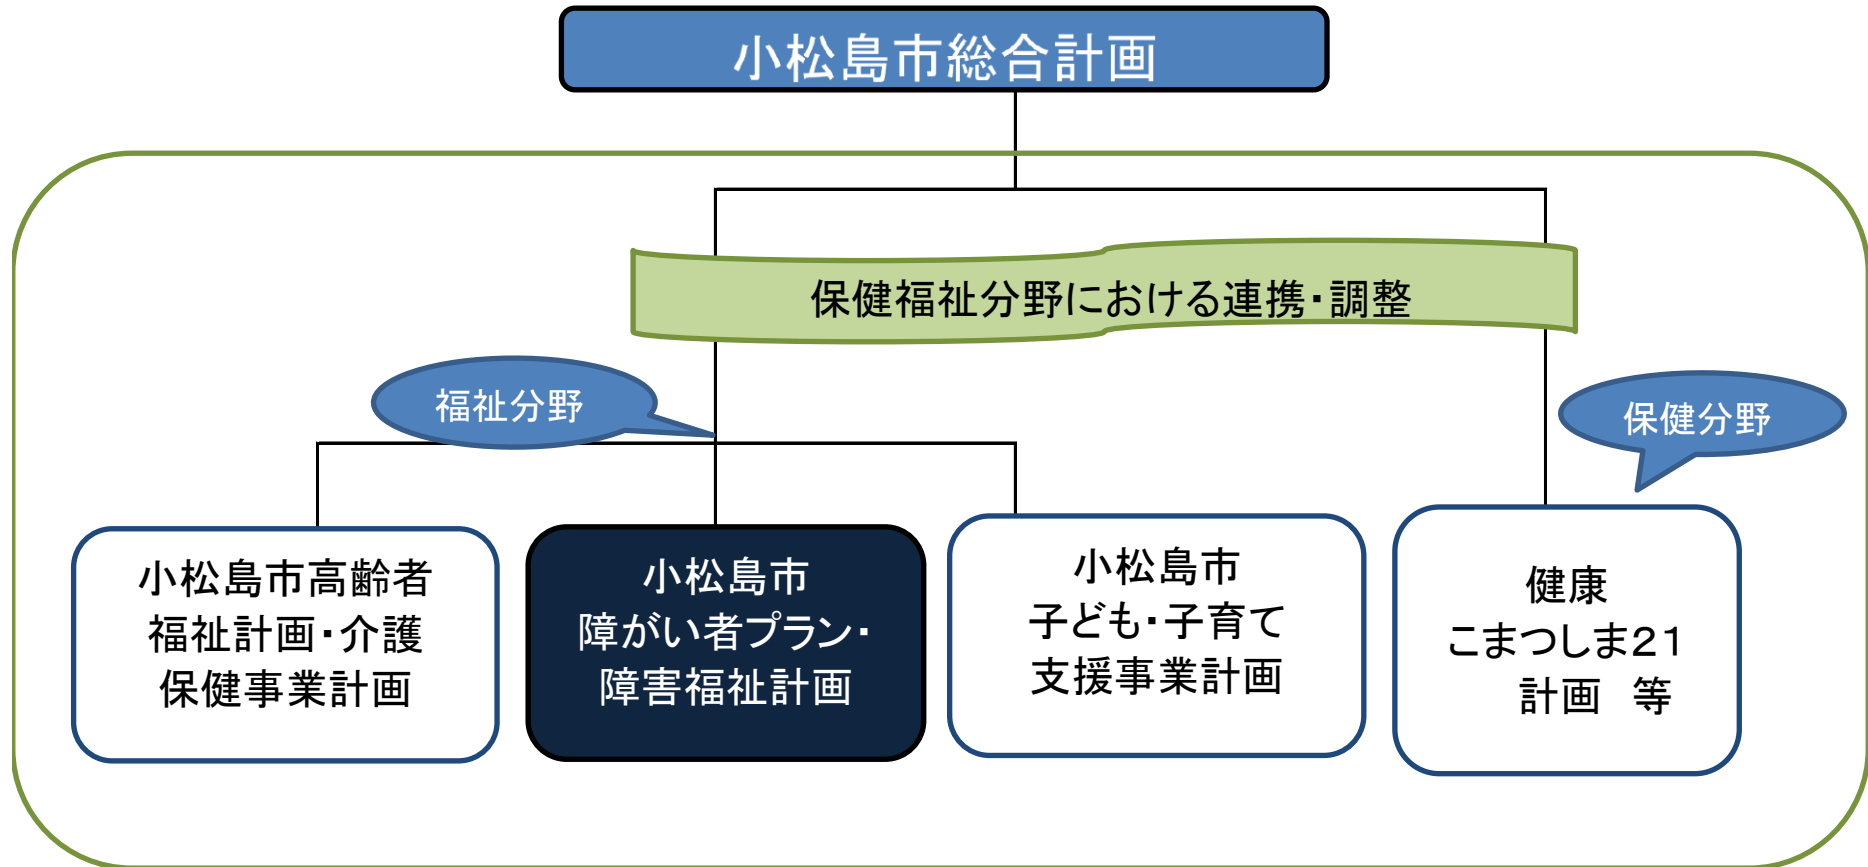 小松島市総合計画
保健福祉分野における連携・調整
福祉分野
保健分野
小松島市高齢者
福祉計画・介護
保健事業計画
小松島市
障がい者プラン・
障害福祉計画
小松島市
子ども・子育て
支援事業計画
健康
こまつしま２１
計画　等